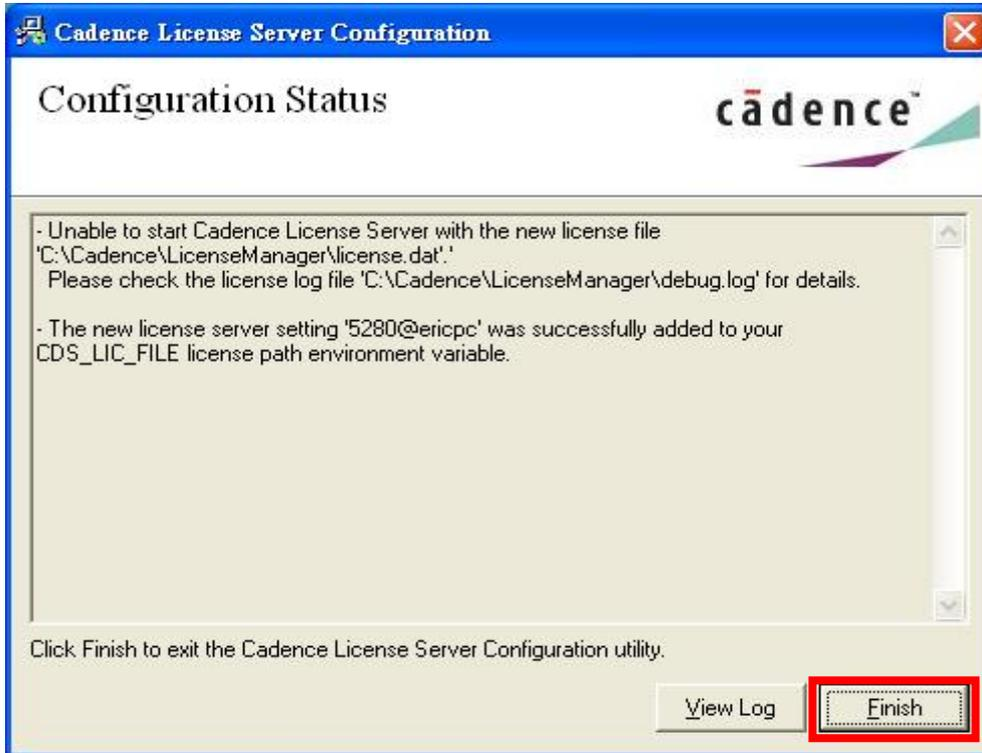 Cadence License Server Configuration
Configuration Status
cādence™
- Unable to start Cadence License Server with the new license file
'C:\Cadence\LicenseManager\license.dat'.'
Please check the license log file 'C:\Cadence\LicenseManager\debug.log' for details.
- The new license server setting '5280@ericpc' was successfully added to your
CDS_LIC_FILE license path environment variable.
Click Finish to exit the Cadence License Server Configuration utility.
View Log
Finish